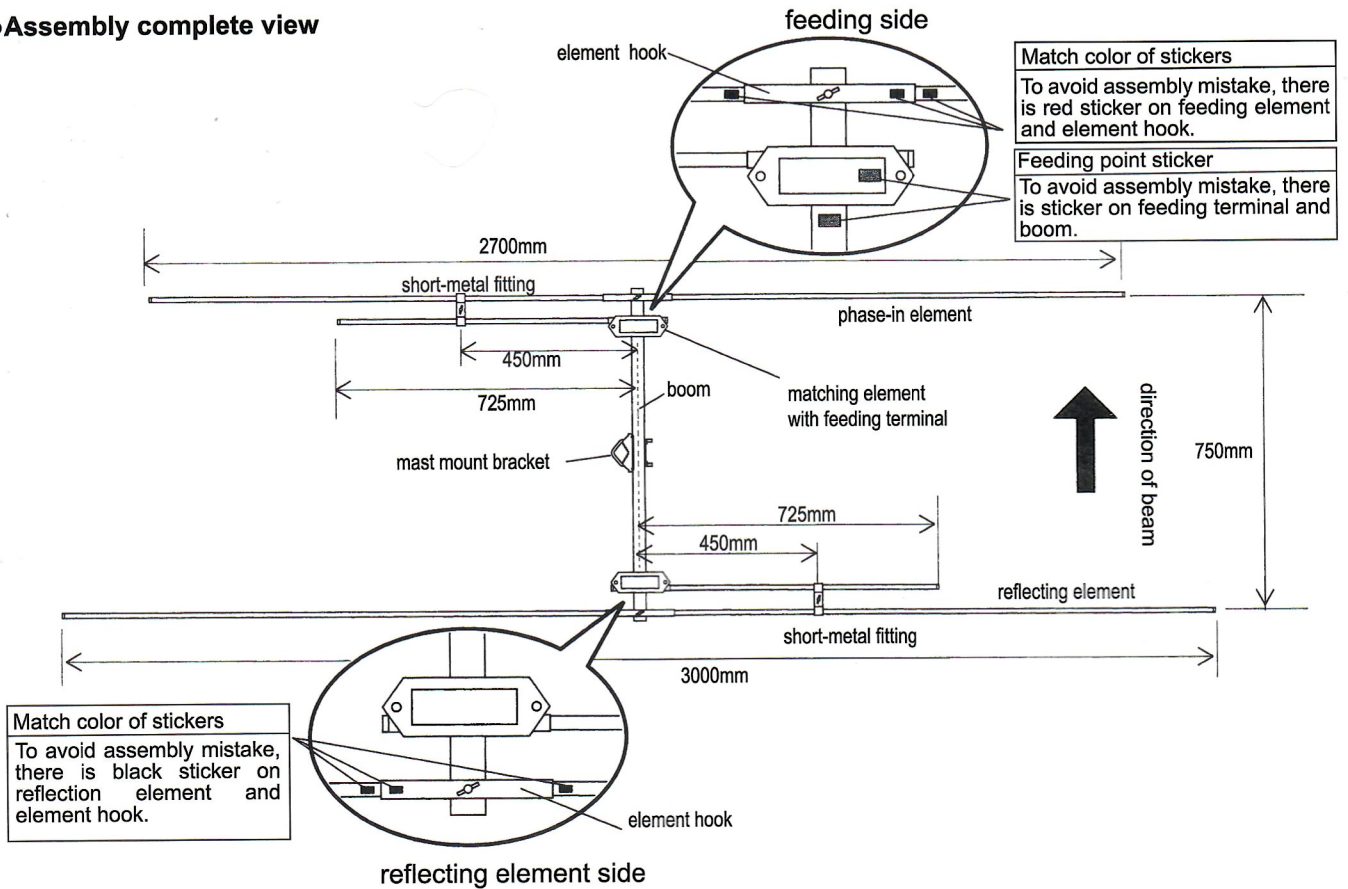 •Assembly complete view
feeding side
element hook
Match color of stickers
To avoid assembly mistake, there
is red sticker on feeding element
and element hook.
Feeding point sticker
To avoid assembly mistake, there
is sticker on feeding terminal and
boom.
2700mm
short-metal fitting
phase-in element
450mm
725mm
boom
matching element
with feeding terminal
mast mount bracket
direction of beam
750mm
725mm
450mm
reflecting element
short-metal fitting
3000mm
Match color of stickers
To avoid assembly mistake,
there is black sticker on
reflection element and
element hook.
element hook
reflecting element side